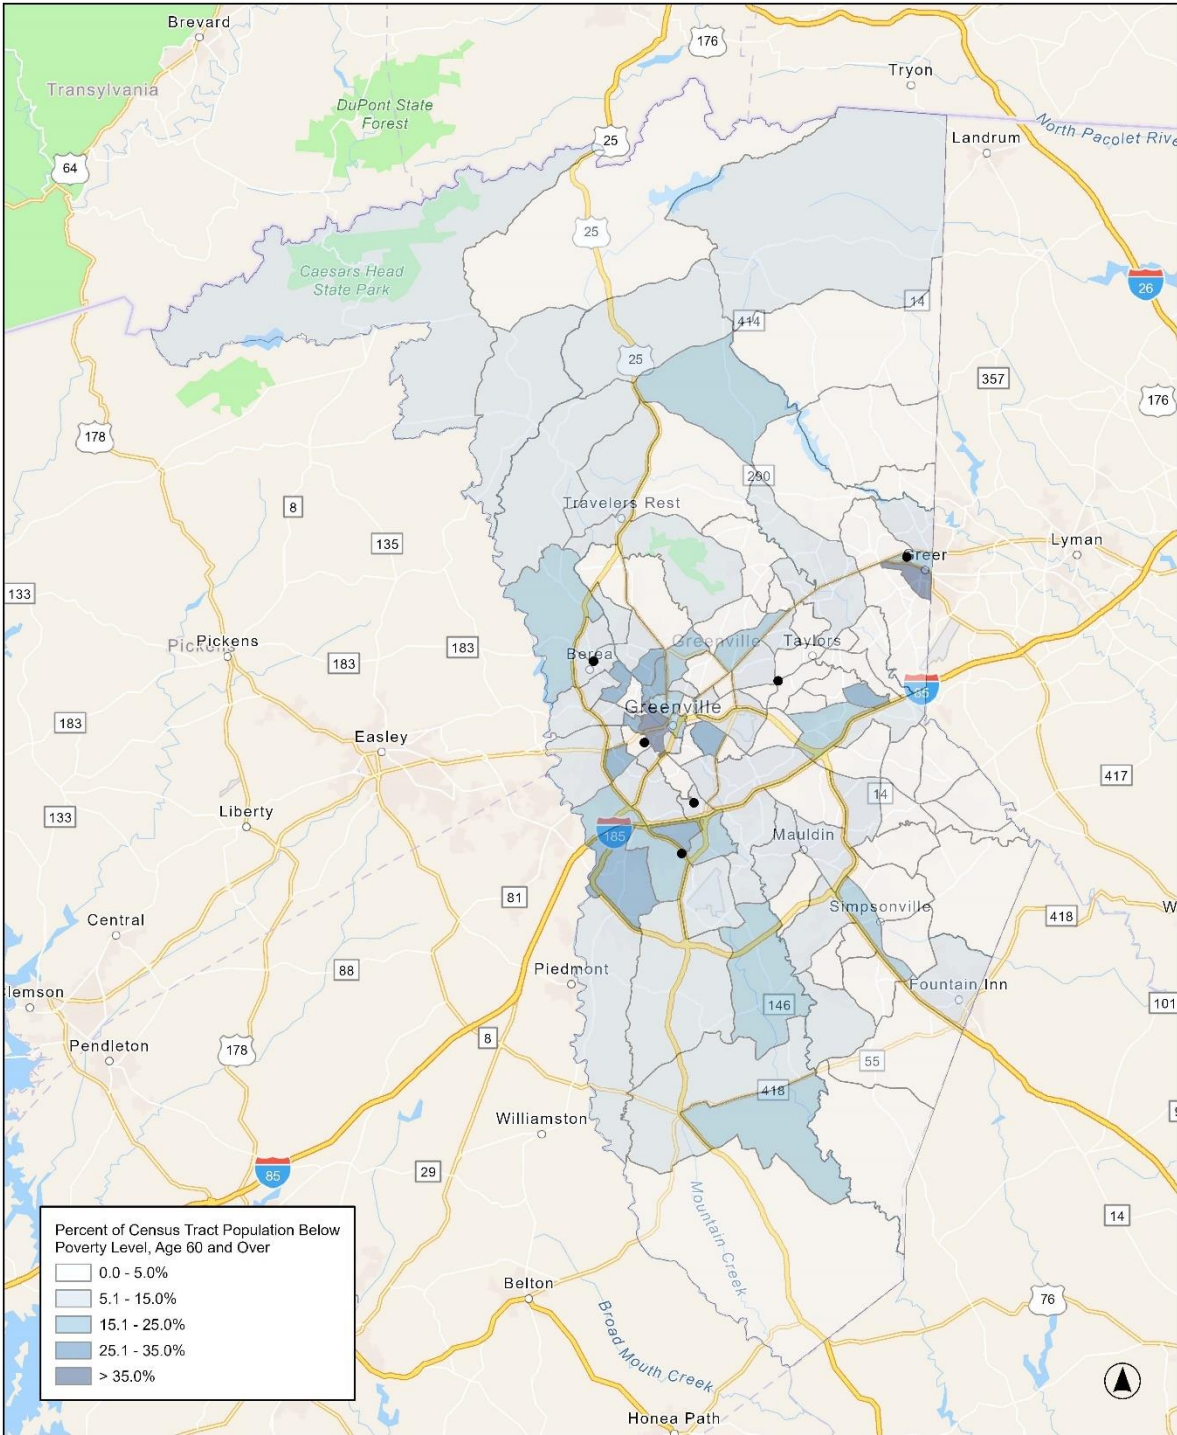 Brevard
176
Tryon
Transylvania
DuPont State
Forest
North Pacolet Rive
Landrum
25
64
25
Caesars Head
State Park
26
14
414
25
357
176
178
290
8
Travelers Rest
135
Lyman
Greer
133
Pickens
Pickens
183
183
Berea
Greenville
Taylors
85
183
Greenville
Easley
417
14
Liberty
133
185
Mauldin
81
Simpsonville
418
W
Central
88
Piedmont
Clemson
Fountain Inn
101
146
Pendleton
178
8
55
418
Williamston
9
85
29
Mountain Creek
14
Percent of Census Tract Population Below
Poverty Level, Age 60 and Over
0.0 - 5.0%
5.1 - 15.0%
15.1 - 25.0%
25.1 - 35.0%
> 35.0%
Belton
Broad Mouth Creek
76
Honea Path